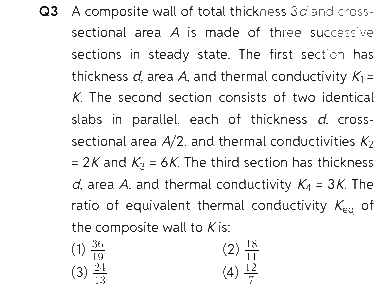 Q3 A composite wall of total thickness 3d and cross-
sectional area A is made of three successive
sections in steady state. The first section has
thickness d, area A, and thermal conductivity K₁ =
K. The second section consists of two identical
slabs in parallel, each of thickness d, cross-
sectional area A/2, and thermal conductivities K₂
= 2K and K₃ = 6K. The third section has thickness
d, area A, and thermal conductivity K₄ = 3K. The
ratio of equivalent thermal conductivity Keq of
the composite wall to K is:
(1) 36/19 (2) 18/11
(3) 24/13 (4) 12/7